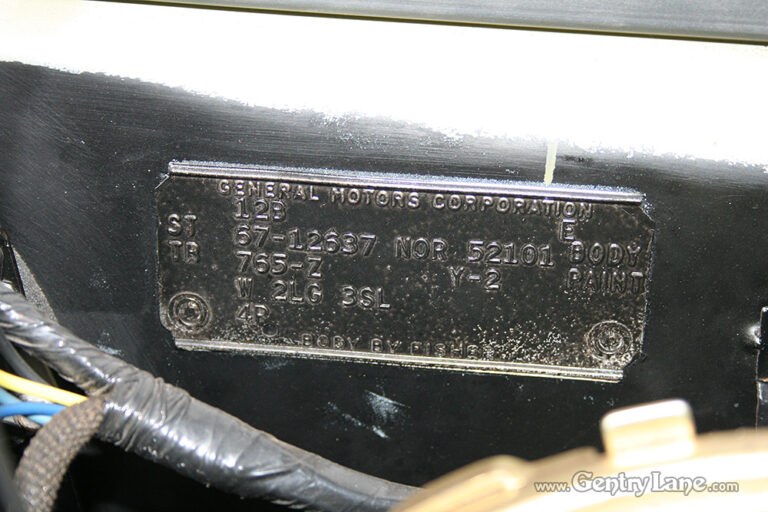 GENERAL MOTORS CORPORATION
12B E
ST 67-12637 NOR 52101 BODY
TR 765-Z Y-2 PAINT
W 2LG 3SL
4P
BODY BY FISHER
www.GentryLane.com